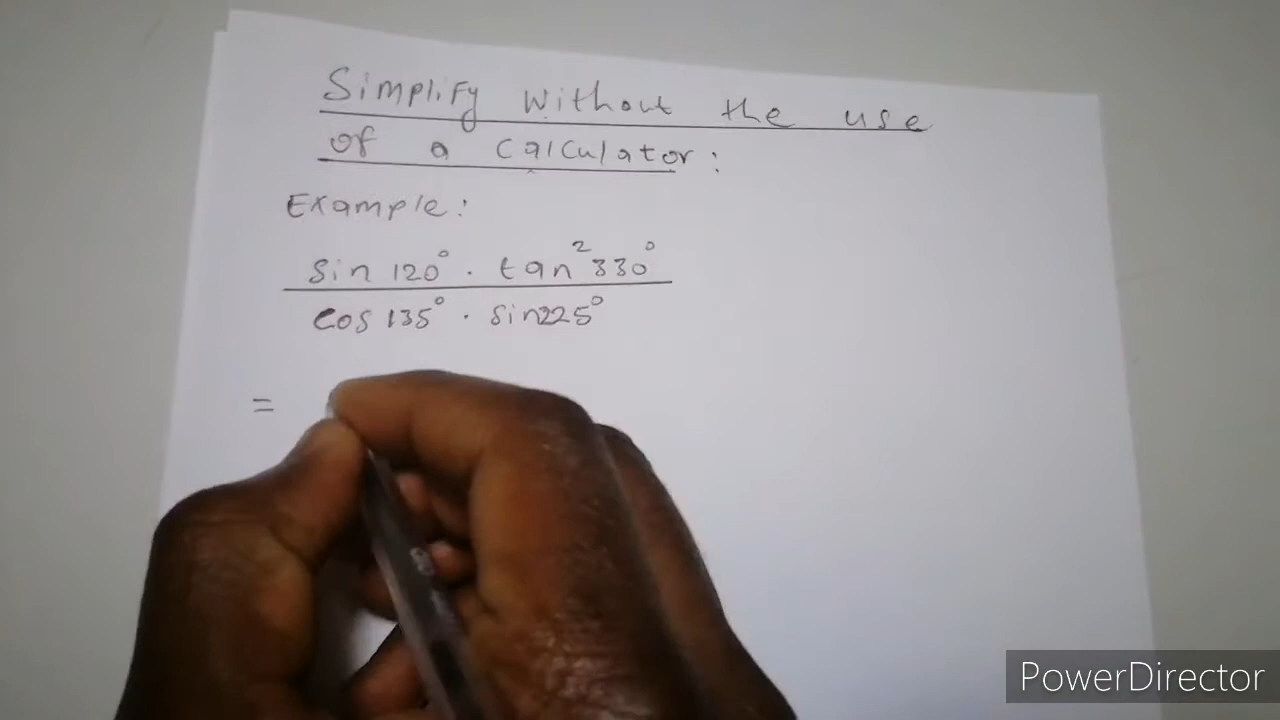 Simplify without the use
of a calculator:
Example:
sin 120° . tan² 330°
cos 135° . sin 225°
=
PowerDirector